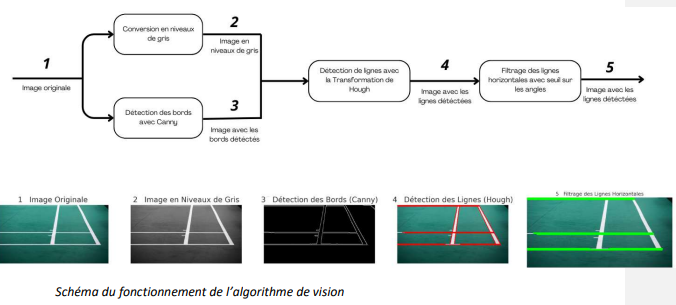 1
Image originale
Conversion en niveaux
de gris
2
Image en
niveaux de gris
Détection des bords
avec Canny
3
Image avec les
bords détéctés
Détection de lignes avec
la Transformation de
Hough
4
Image avec les
lignes détéctées
Filtrage des lignes
horizontales avec seuil sur
les angles
5
Image avec les
lignes détéctées
1 Image Originale
2 Image en Niveaux de Gris
3 Détection des Bords (Canny)
4 Détection des Lignes (Hough)
5 Filtrage des Lignes Horizontales
Schéma du fonctionnement de l'algorithme de vision